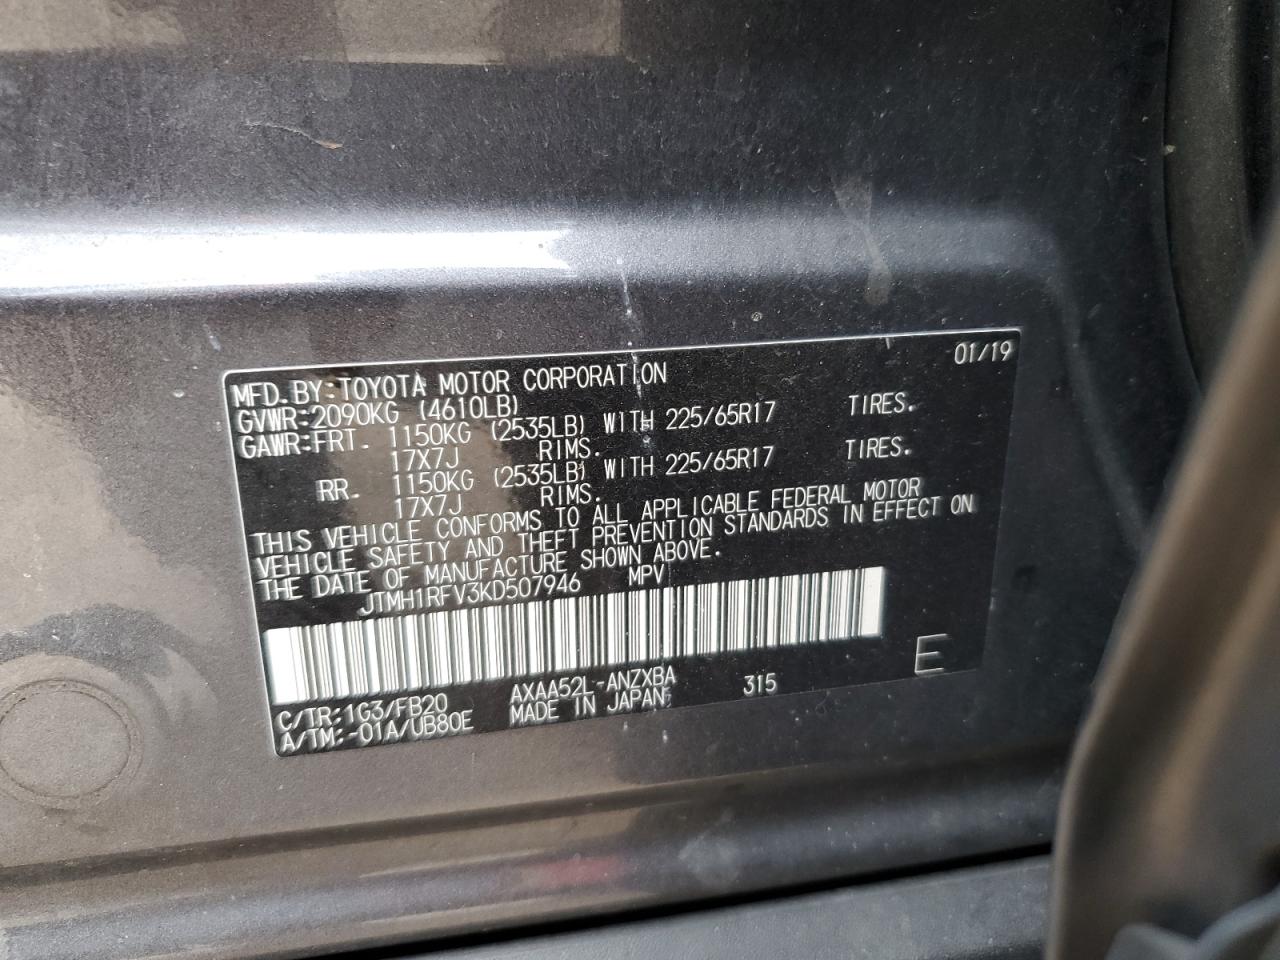 01/19
MFD.BY:TOYOTA MOTOR CORPORATION
GVWR:2090KG (4610LB)
GAWR:FRT. 1150KG (2535LB) WITH 225/65R17 TIRES.
17X7J RIMS.
RR. 1150KG (2535LB) WITH 225/65R17 TIRES.
17X7J RIMS.
THIS VEHICLE CONFORMS TO ALL APPLICABLE FEDERAL MOTOR
VEHICLE SAFETY AND THEFT PREVENTION STANDARDS IN EFFECT ON
THE DATE OF MANUFACTURE SHOWN ABOVE.
JTMH1RFV3KD507946 MPV
E
C/TR:1G3/FB20 AXAA52L-ANZXBA 315
A/TM:-01A/UB80E MADE IN JAPAN